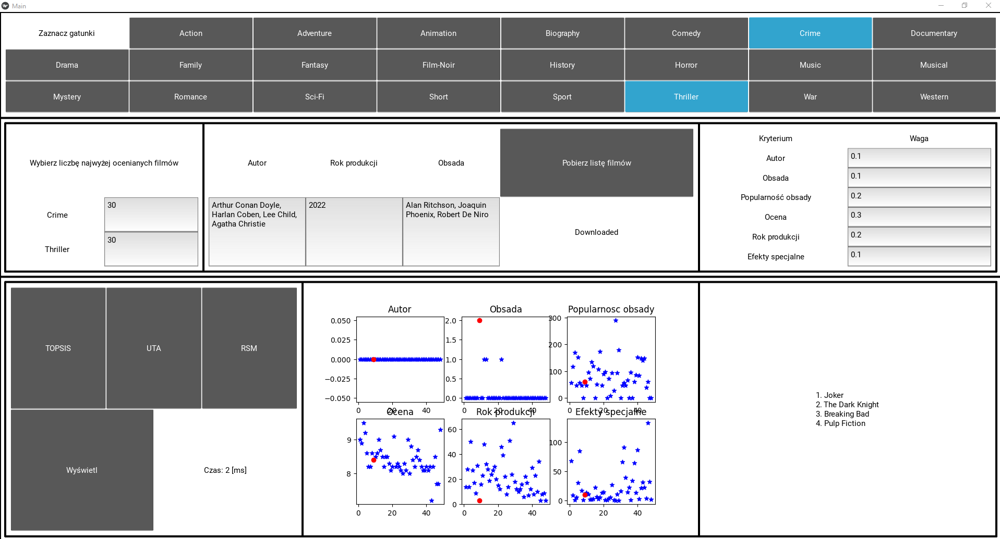 Main
Zaznacz gatunki Action Adventure Animation Biography Comedy Crime Documentary
Drama Family Fantasy Film-Noir History Horror Music Musical
Mystery Romance Sci-Fi Short Sport Thriller War Western
Wybierz liczbę najwyżej ocenianych filmów
Crime 30
Thriller 30
Autor Rok produkcji Obsada Pobierz listę filmów
Arthur Conan Doyle,
Harlan Coben, Lee Child,
Agatha Christie
2022
Alan Ritchson, Joaquin
Phoenix, Robert De Niro
Downloaded
Kryterium Waga
Autor 0.1
Obsada 0.1
Popularność obsady 0.2
Ocena 0.3
Rok produkcji 0.2
Efekty specjalne 0.1
TOPSIS UTA RSM
Wyświetl Czas: 2 [ms]
Autor
0.050
0.025
0.000
−0.025
−0.050
0 20 40
Obsada
2.0
1.5
1.0
0.5
0.0
0 20 40
Popularnosc obsady
300
200
100
0
0 20 40
Ocena
9
8
0 20 40
Rok produkcji
60
40
20
0
0 20 40
Efekty specjalne
100
50
0
0 20 40
1. Joker
2. The Dark Knight
3. Breaking Bad
4. Pulp Fiction